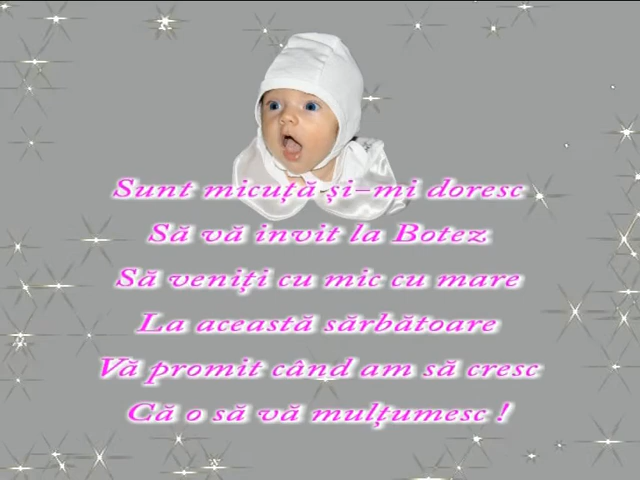 Sunt micuță și-mi doresc
Să vă invit la Botez
Să veniți cu mic cu mare
La această sărbătoare
Vă promit când am să cresc
Că o să vă mulțumesc !